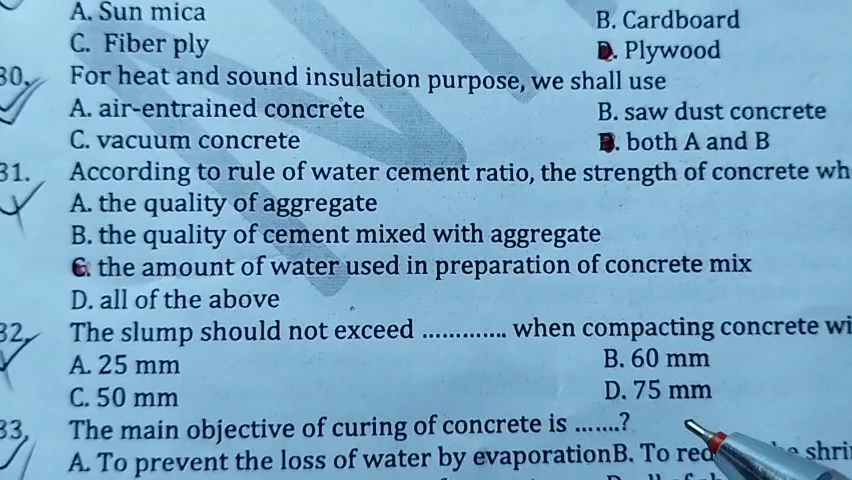 A. Sun mica B. Cardboard
C. Fiber ply D. Plywood
30. For heat and sound insulation purpose, we shall use
A. air-entrained concrete B. saw dust concrete
C. vacuum concrete D. both A and B
31. According to rule of water cement ratio, the strength of concrete wh
A. the quality of aggregate
B. the quality of cement mixed with aggregate
C. the amount of water used in preparation of concrete mix
D. all of the above
32. The slump should not exceed ............. when compacting concrete wi
A. 25 mm B. 60 mm
C. 50 mm D. 75 mm
33. The main objective of curing of concrete is .......?
A. To prevent the loss of water by evaporation B. To red shri